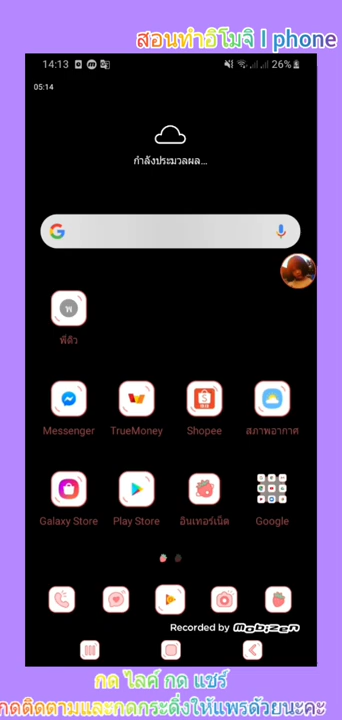 สอนทำอิโมจิ I phone
14:13
26%
05:14
กำลังประมวลผล...
พ
พี่ติว
Messenger
TrueMoney
Shopee
สภาพอากาศ
Galaxy Store
Play Store
อินเทอร์เน็ต
Google
Recorded by mobizen
กด ไลค์ กด แชร์
กดติดตามและกดกระดิ่งให้แพรด้วยนะคะ